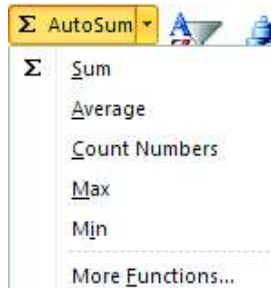 Σ AutoSum
Σ Sum
Average
Count Numbers
Max
Min
More Functions...